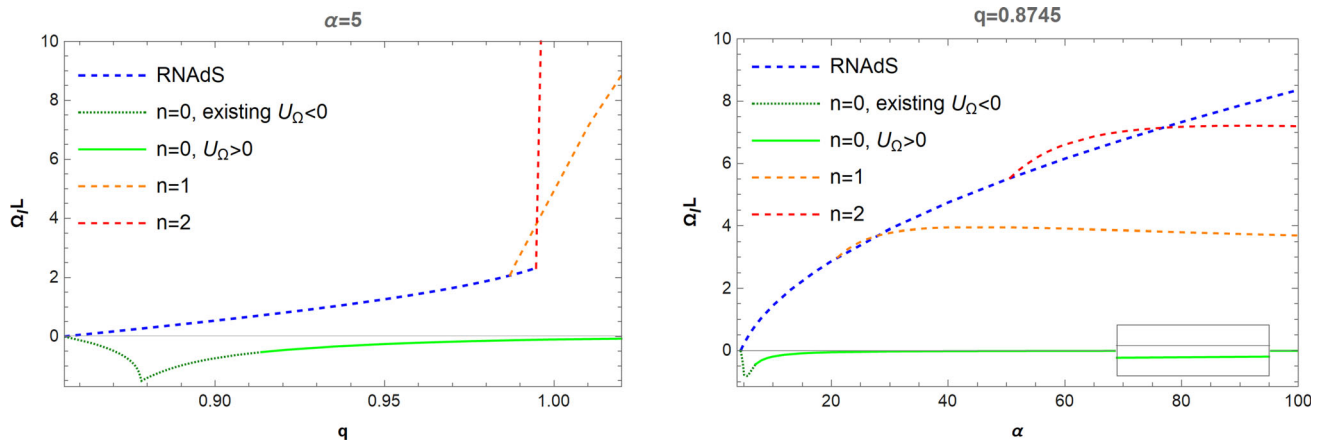 α=5
10
8
6
4
2
0
Ω_I L
RNAdS
n=0, existing U_Ω<0
n=0, U_Ω>0
n=1
n=2
0.90
0.95
1.00
q
q=0.8745
10
8
6
4
2
0
Ω_I L
RNAdS
n=0, existing U_Ω<0
n=0, U_Ω>0
n=1
n=2
20
40
60
80
100
α